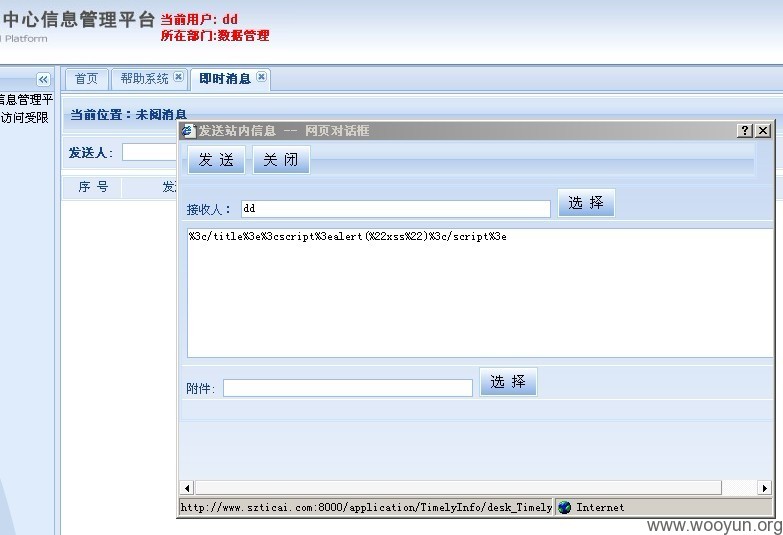 中心信息管理平台
Platform
当前用户: dd
所在部门:数据管理
首页
帮助系统
即时消息
信息管理平
访问受限
当前位置：未阅消息
发送人:
序 号
发送站内信息 -- 网页对话框
发 送
关 闭
接收人： dd
选 择
%3c/title%3e%3cscript%3ealert(%22xss%22)%3c/script%3e
附件:
选 择
http://www.szticai.com:8000/application/TimelyInfo/desk_Timely
Internet
www.wooyun.org